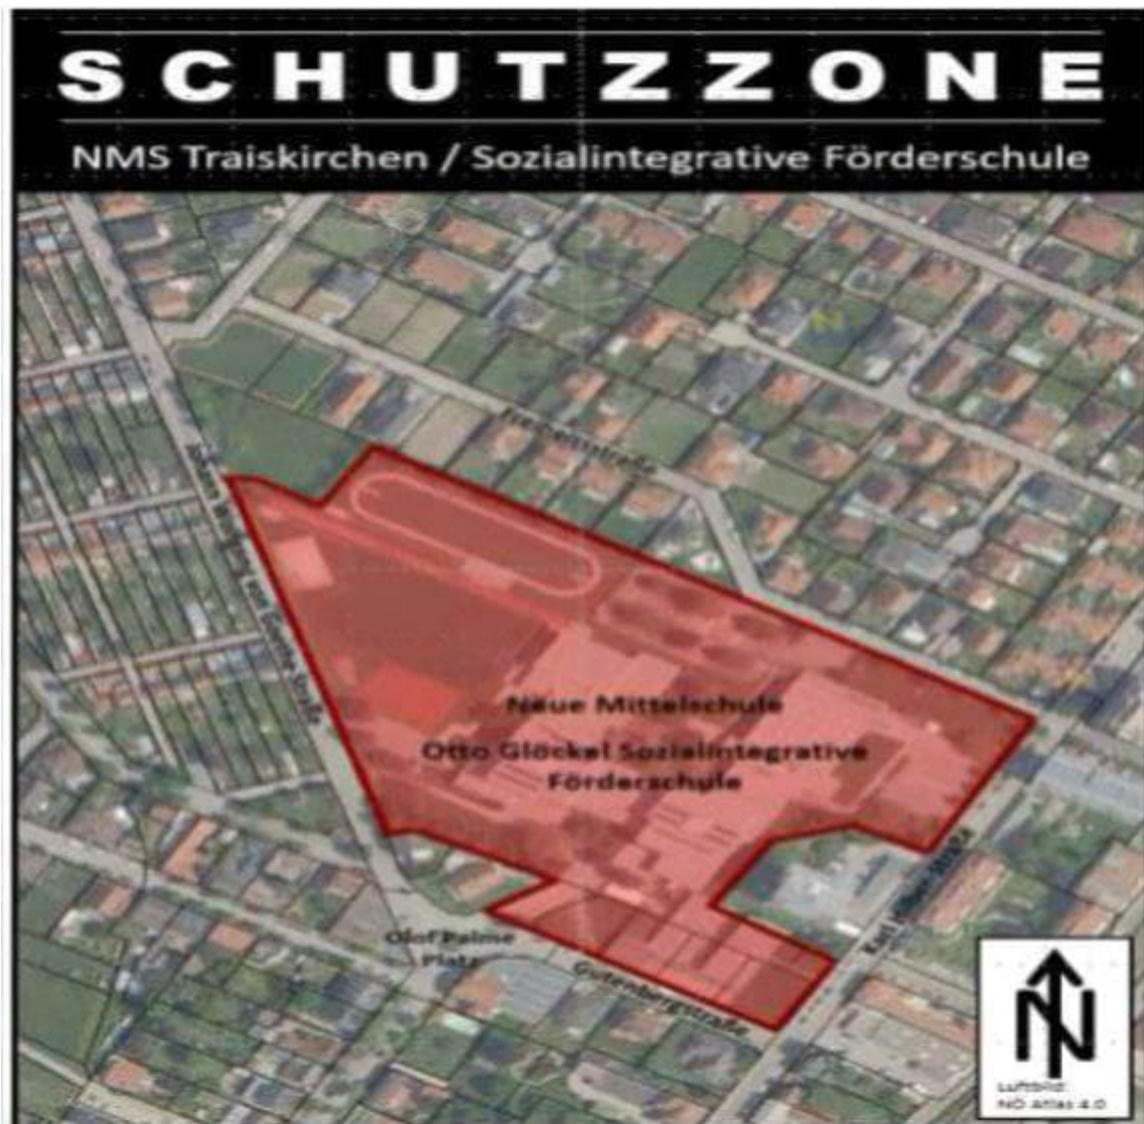 SCHUTZZONE
NMS Traiskirchen / Sozialintegrative Förderschule
Neue Mittelschule
Otto Glöckel Sozialintegrative
Förderschule
Olof Palme
Platz
Gutenbergstraße
Karl
N
Luftbild:
NÖ Atlas 4.0